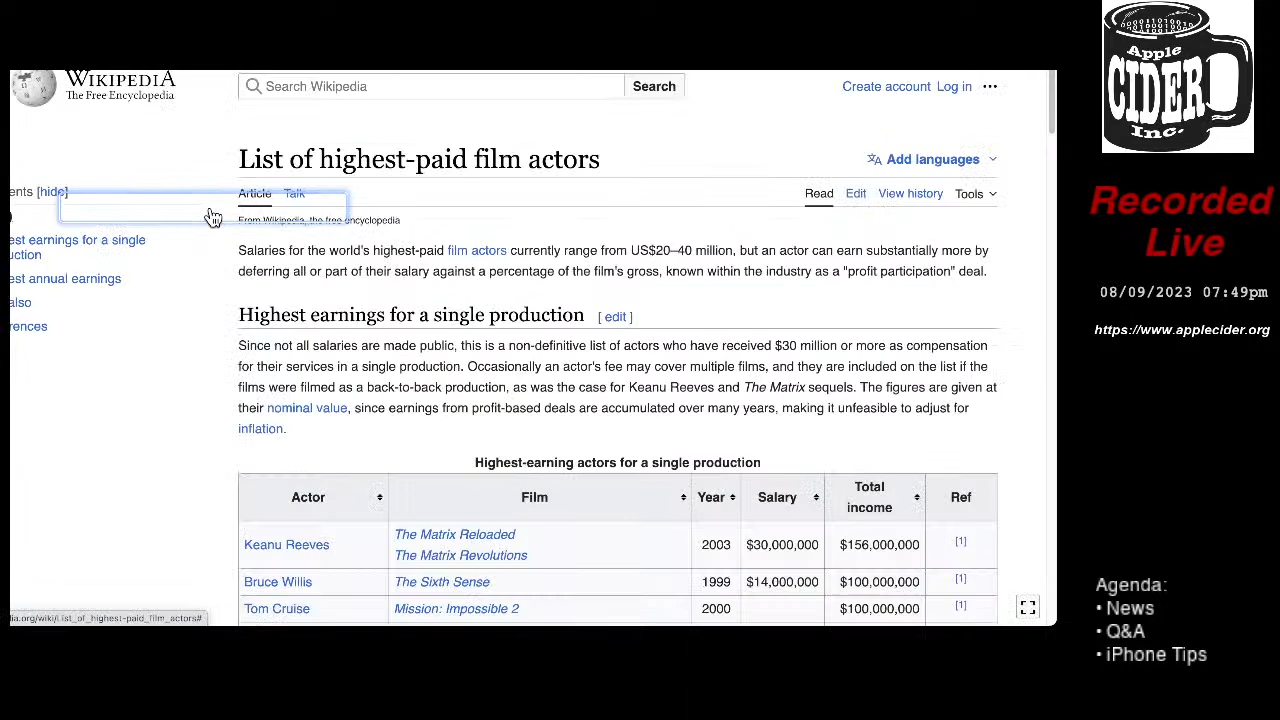 WIKIPEDIA
The Free Encyclopedia
Search Wikipedia
Search
Create account Log in •••
List of highest-paid film actors
Add languages
ents [hide]
Article Talk
Read Edit View history Tools
From Wikipedia, the free encyclopedia
)
est earnings for a single
uction
est annual earnings
also
rences
Salaries for the world's highest-paid film actors currently range from US$20–40 million, but an actor can earn substantially more by
deferring all or part of their salary against a percentage of the film's gross, known within the industry as a "profit participation" deal.
Highest earnings for a single production [ edit ]
Since not all salaries are made public, this is a non-definitive list of actors who have received $30 million or more as compensation
for their services in a single production. Occasionally an actor's fee may cover multiple films, and they are included on the list if the
films were filmed as a back-to-back production, as was the case for Keanu Reeves and The Matrix sequels. The figures are given at
their nominal value, since earnings from profit-based deals are accumulated over many years, making it unfeasible to adjust for
inflation.
Highest-earning actors for a single production
Actor Film Year Salary Total income Ref
Keanu Reeves The Matrix Reloaded
The Matrix Revolutions 2003 $30,000,000 $156,000,000 [1]
Bruce Willis The Sixth Sense 1999 $14,000,000 $100,000,000 [1]
Tom Cruise Mission: Impossible 2 2000 $100,000,000 [1]
dia.org/wiki/List_of_highest-paid_film_actors#
Apple
CIDER
Inc.
Recorded
Live
08/09/2023 07:49pm
https://www.applecider.org
Agenda:
• News
• Q&A
• iPhone Tips